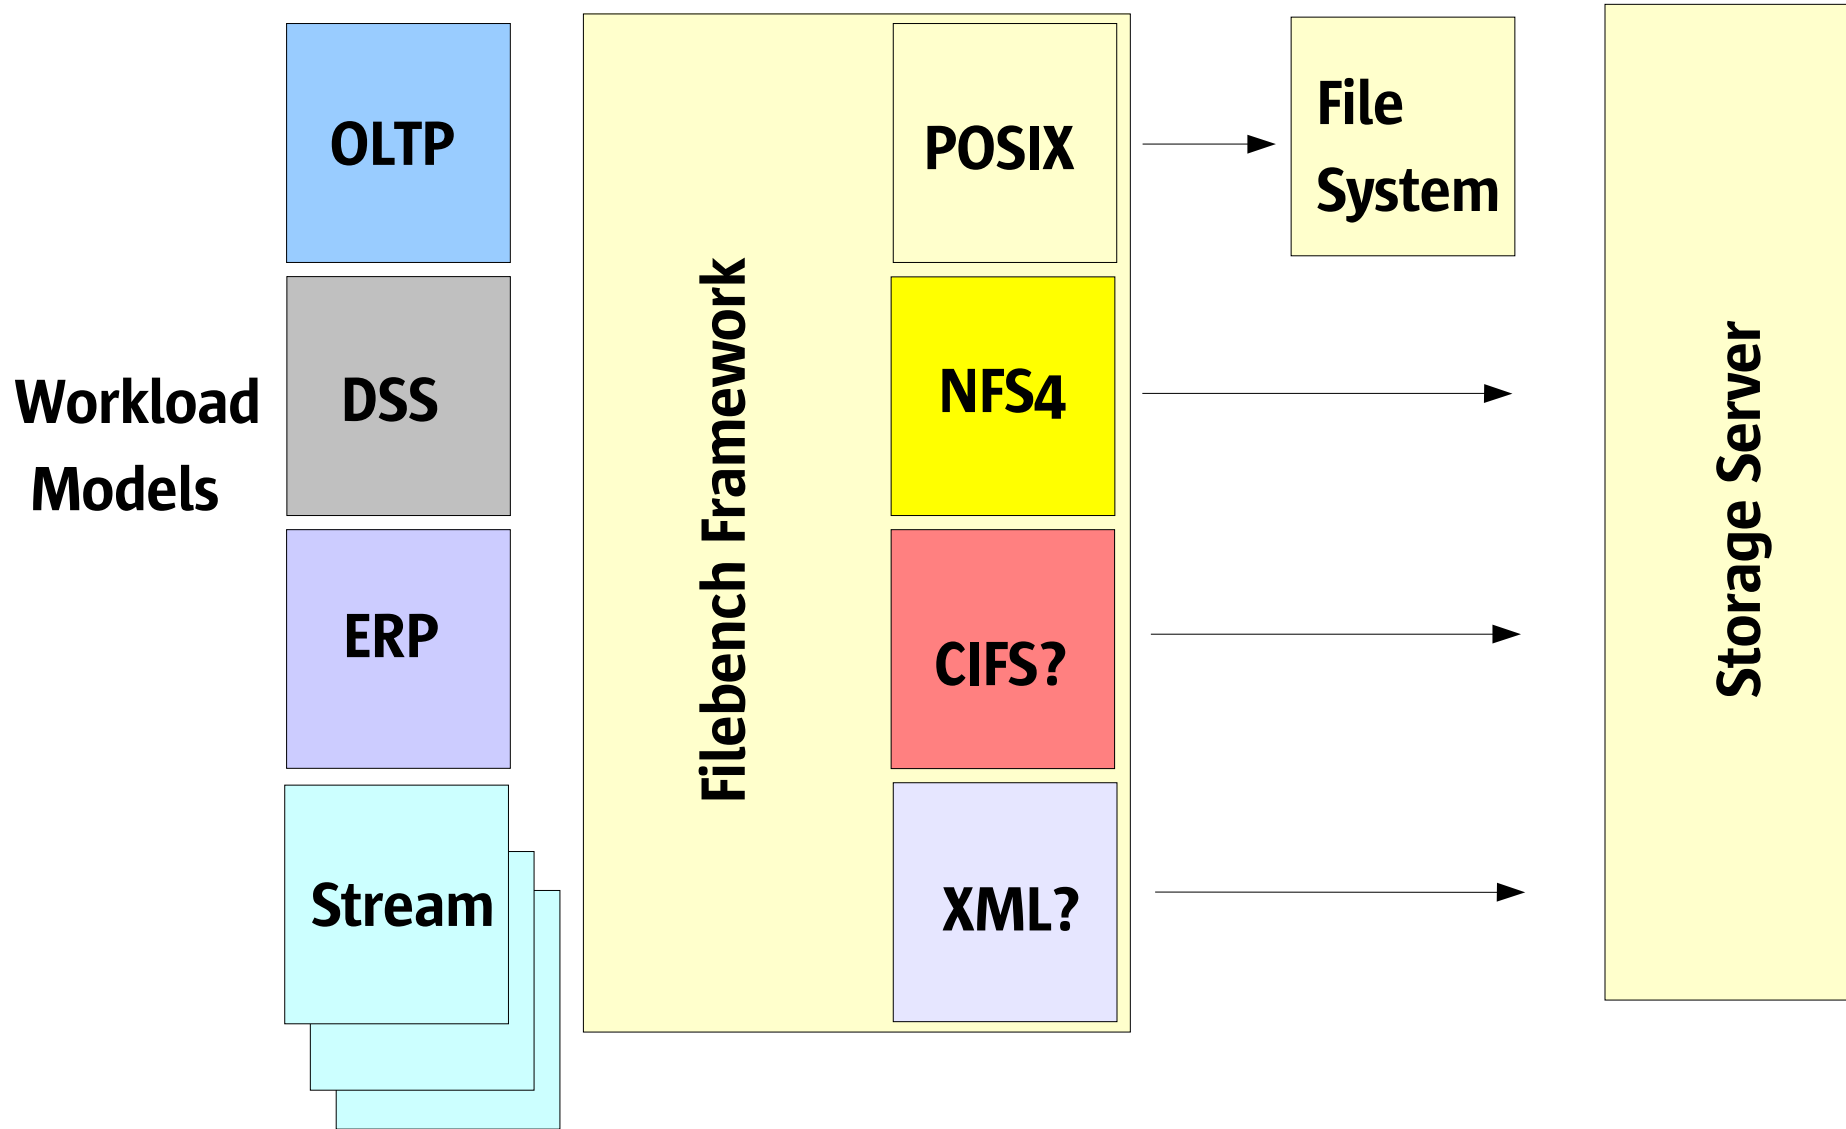 Workload
Models
OLTP
DSS
ERP
Stream
Filebench Framework
POSIX
NFS4
CIFS?
XML?
File
System
Storage Server